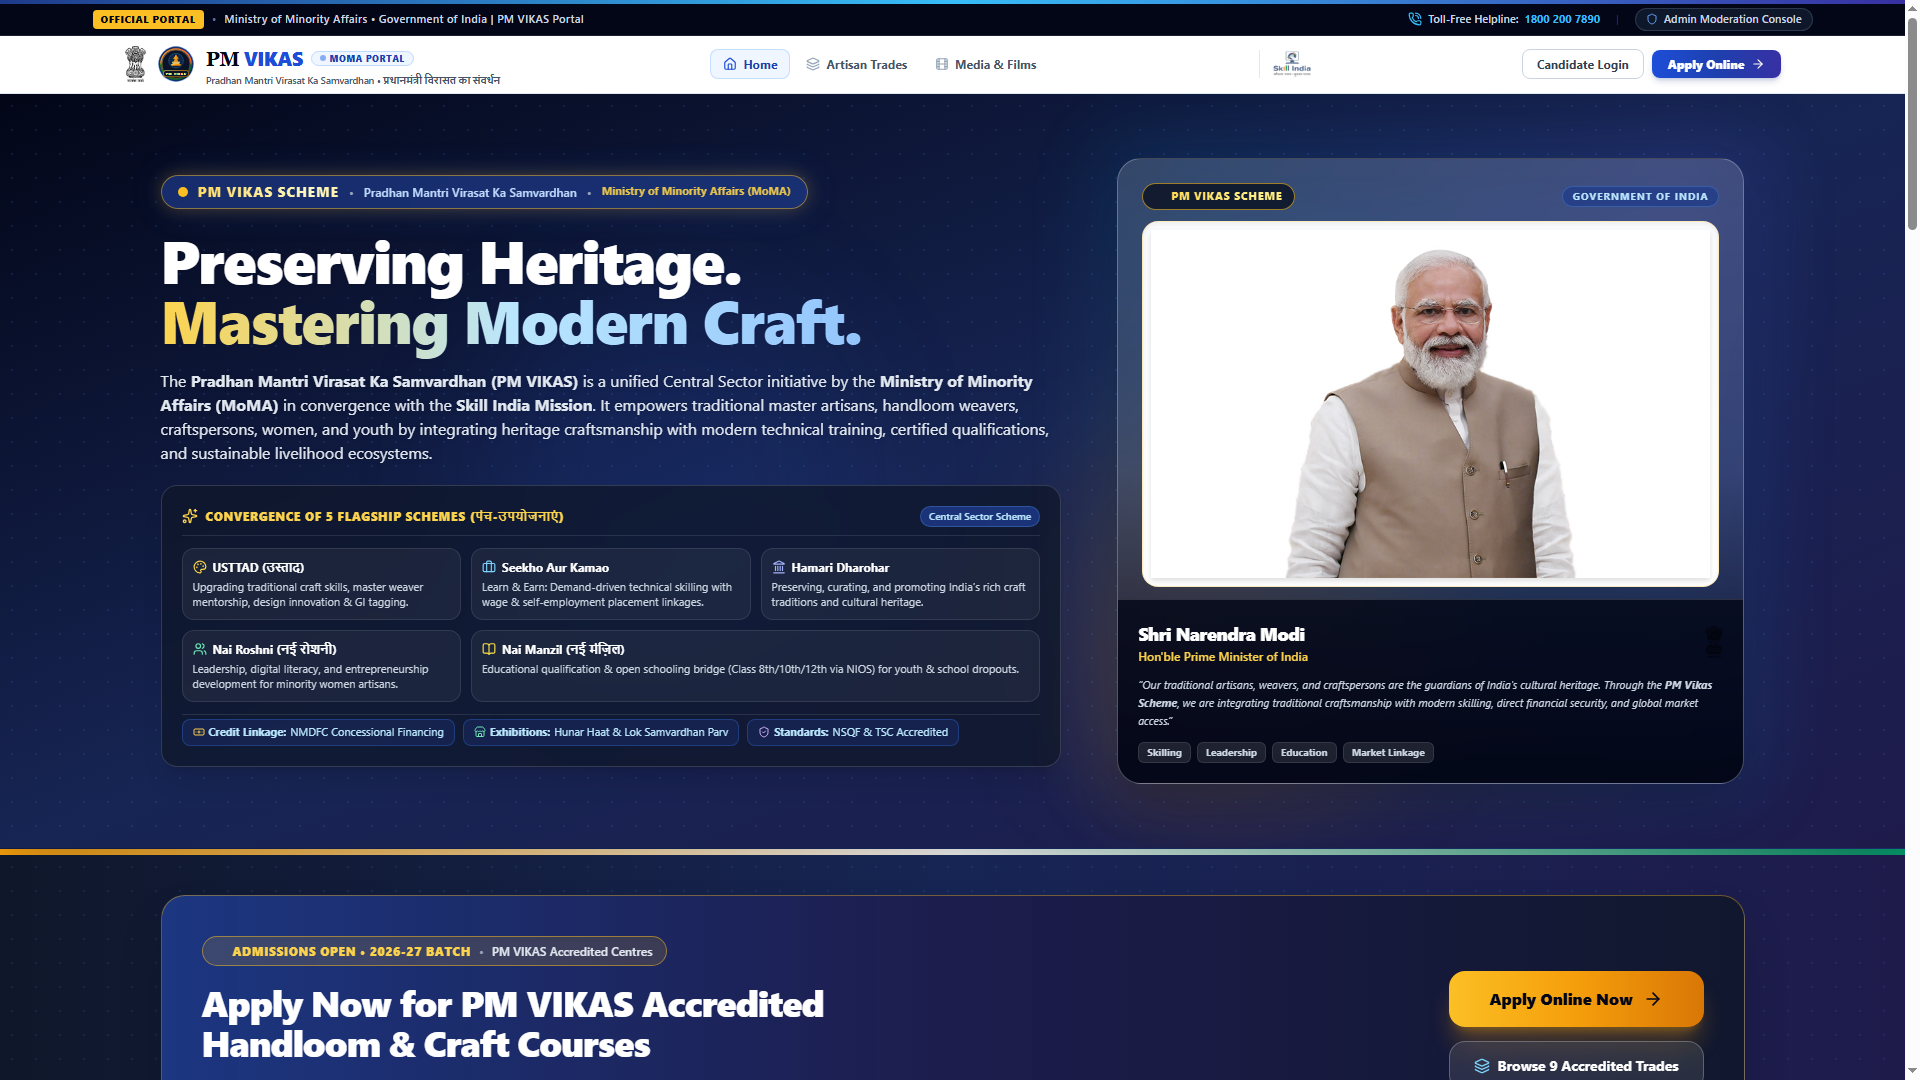 OFFICIAL PORTAL • Ministry of Minority Affairs • Government of India | PM VIKAS Portal
Toll-Free Helpline: 1800 200 7890
Admin Moderation Console
PM VIKAS MOMA PORTAL
Pradhan Mantri Virasat Ka Samvardhan • प्रधानमंत्री विरासत का संवर्धन
Home
Artisan Trades
Media & Films
Skill India
Candidate Login
Apply Online
PM VIKAS SCHEME • Pradhan Mantri Virasat Ka Samvardhan • Ministry of Minority Affairs (MoMA)
Preserving Heritage.
Mastering Modern Craft.
The Pradhan Mantri Virasat Ka Samvardhan (PM VIKAS) is a unified Central Sector initiative by the Ministry of Minority
Affairs (MoMA) in convergence with the Skill India Mission. It empowers traditional master artisans, handloom weavers,
craftspersons, women, and youth by integrating heritage craftsmanship with modern technical training, certified qualifications,
and sustainable livelihood ecosystems.
CONVERGENCE OF 5 FLAGSHIP SCHEMES (पंच-उपयोजनाएं)
Central Sector Scheme
USTTAD (उस्ताद)
Upgrading traditional craft skills, master weaver
mentorship, design innovation & GI tagging.
Seekho Aur Kamao
Learn & Earn: Demand-driven technical skilling with
wage & self-employment placement linkages.
Hamari Dharohar
Preserving, curating, and promoting India's rich craft
traditions and cultural heritage.
Nai Roshni (नई रोशनी)
Leadership, digital literacy, and entrepreneurship
development for minority women artisans.
Nai Manzil (नई मंज़िल)
Educational qualification & open schooling bridge (Class 8th/10th/12th via NIOS) for youth & school dropouts.
Credit Linkage: NMDFC Concessional Financing
Exhibitions: Hunar Haat & Lok Samvardhan Parv
Standards: NSQF & TSC Accredited
PM VIKAS SCHEME
GOVERNMENT OF INDIA
Shri Narendra Modi
Hon'ble Prime Minister of India
"Our traditional artisans, weavers, and craftspersons are the guardians of India's cultural heritage. Through the PM Vikas
Scheme, we are integrating traditional craftsmanship with modern skilling, direct financial security, and global market
access."
Skilling
Leadership
Education
Market Linkage
ADMISSIONS OPEN • 2026-27 BATCH • PM VIKAS Accredited Centres
Apply Now for PM VIKAS Accredited
Handloom & Craft Courses
Apply Online Now
Browse 9 Accredited Trades